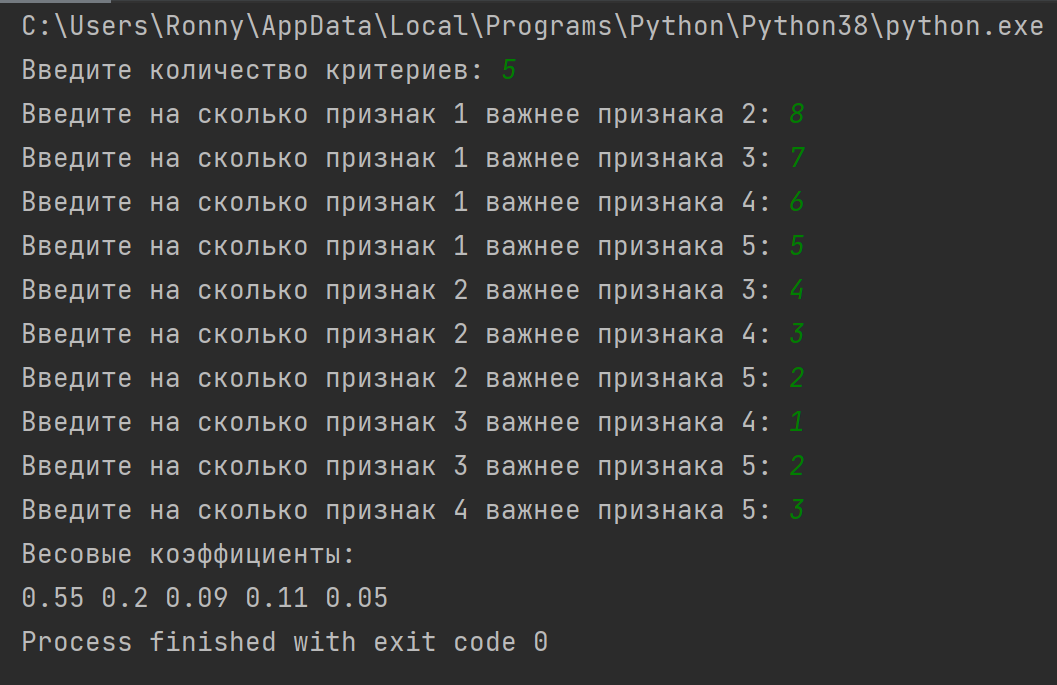 C:\Users\Ronny\AppData\Local\Programs\Python\Python38\python.exe
Введите количество критериев: 5
Введите на сколько признак 1 важнее признака 2: 8
Введите на сколько признак 1 важнее признака 3: 7
Введите на сколько признак 1 важнее признака 4: 6
Введите на сколько признак 1 важнее признака 5: 5
Введите на сколько признак 2 важнее признака 3: 4
Введите на сколько признак 2 важнее признака 4: 3
Введите на сколько признак 2 важнее признака 5: 2
Введите на сколько признак 3 важнее признака 4: 1
Введите на сколько признак 3 важнее признака 5: 2
Введите на сколько признак 4 важнее признака 5: 3
Весовые коэффициенты:
0.55 0.2 0.09 0.11 0.05
Process finished with exit code 0